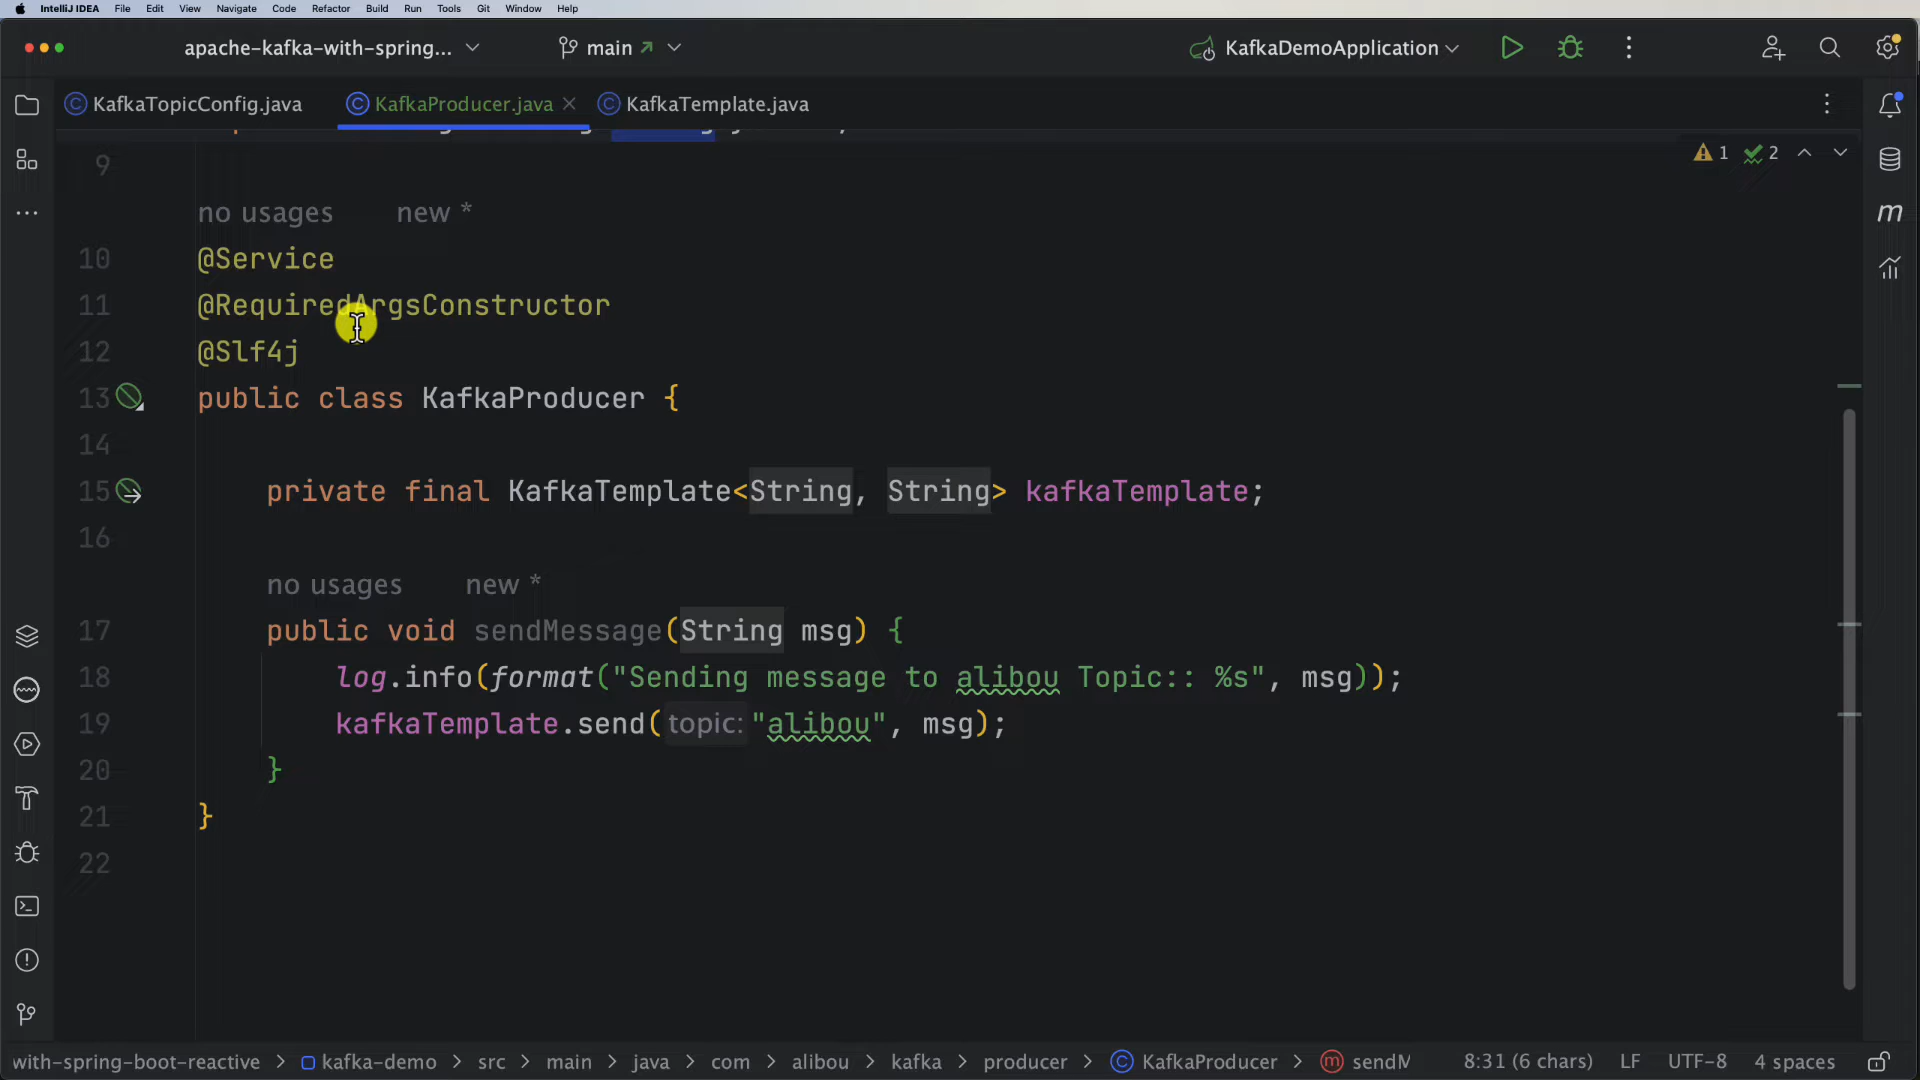 IntelliJ IDEA File Edit View Navigate Code Refactor Build Run Tools Git Window Help
apache-kafka-with-spring... main KafkaDemoApplication
KafkaTopicConfig.java KafkaProducer.java KafkaTemplate.java
9 1 2
no usages new *
10 @Service
11 @RequiredArgsConstructor
12 @Slf4j
13 public class KafkaProducer {
14
15 private final KafkaTemplate<String, String> kafkaTemplate;
16
no usages new *
17 public void sendMessage(String msg) {
18 log.info(format("Sending message to alibou Topic:: %s", msg));
19 kafkaTemplate.send( topic: "alibou", msg);
20 }
21 }
22
with-spring-boot-reactive > kafka-demo > src > main > java > com > alibou > kafka > producer > KafkaProducer > sendM 8:31 (6 chars) LF UTF-8 4 spaces